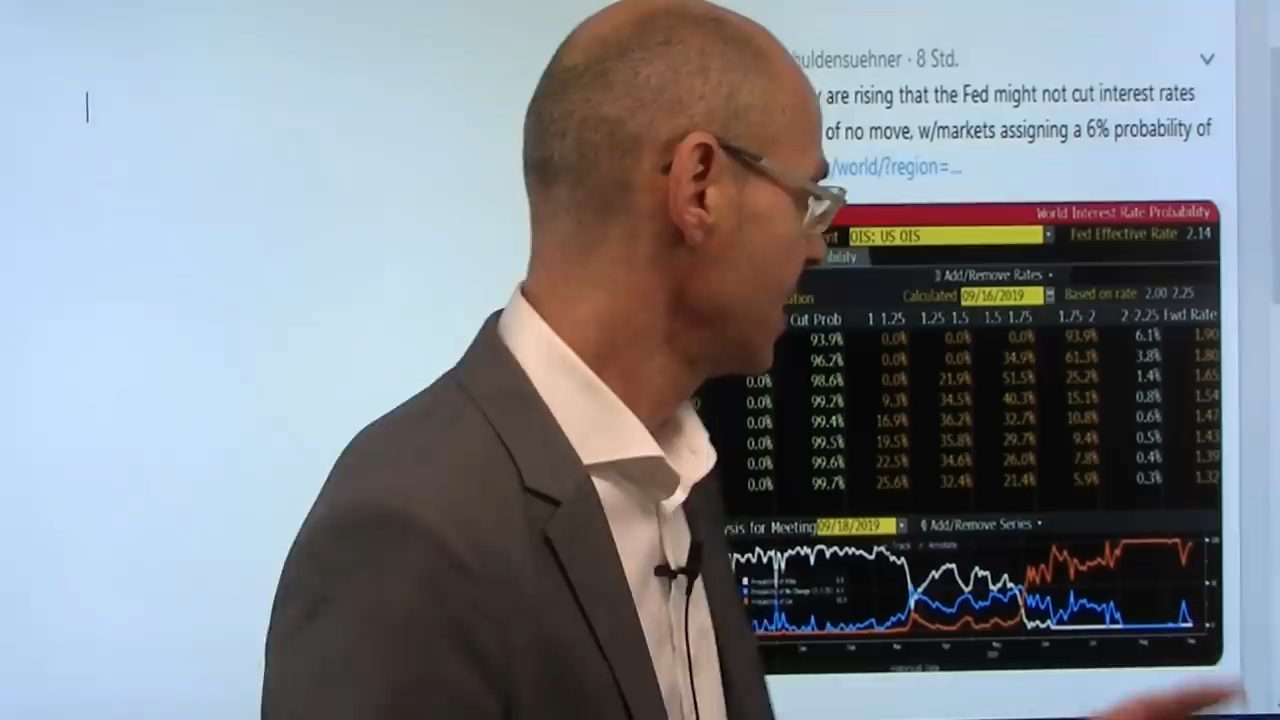 huldensuehner · 8 Std.
are rising that the Fed might not cut interest rates
of no move, w/markets assigning a 6% probability of
/world/?region=...
World Interest Rate Probability
OIS: US OIS Fed Effective Rate 2.14
Add/Remove Rates
Calculated 09/16/2019 Based on rate 2.00 2.25
Cut Prob 1 1.25 1.25 1.5 1.5 1.75 1.75 2 2 2.25 Fwd Rate
93.9% 0.0% 0.0% 0.0% 93.9% 6.1% 1.90
96.2% 0.0% 0.0% 34.9% 61.3% 3.8% 1.80
0.0% 98.6% 0.0% 21.9% 51.5% 25.2% 1.4% 1.65
0.0% 99.2% 9.3% 34.5% 40.3% 15.1% 0.8% 1.54
0.0% 99.4% 16.9% 36.2% 32.7% 10.8% 0.6% 1.47
0.0% 99.5% 19.5% 35.8% 29.7% 9.4% 0.5% 1.43
0.0% 99.6% 22.5% 34.6% 26.0% 7.8% 0.4% 1.39
0.0% 99.7% 25.6% 32.4% 21.4% 5.9% 0.3% 1.32
sis for Meeting 09/18/2019 Add/Remove Series
Track Annotate